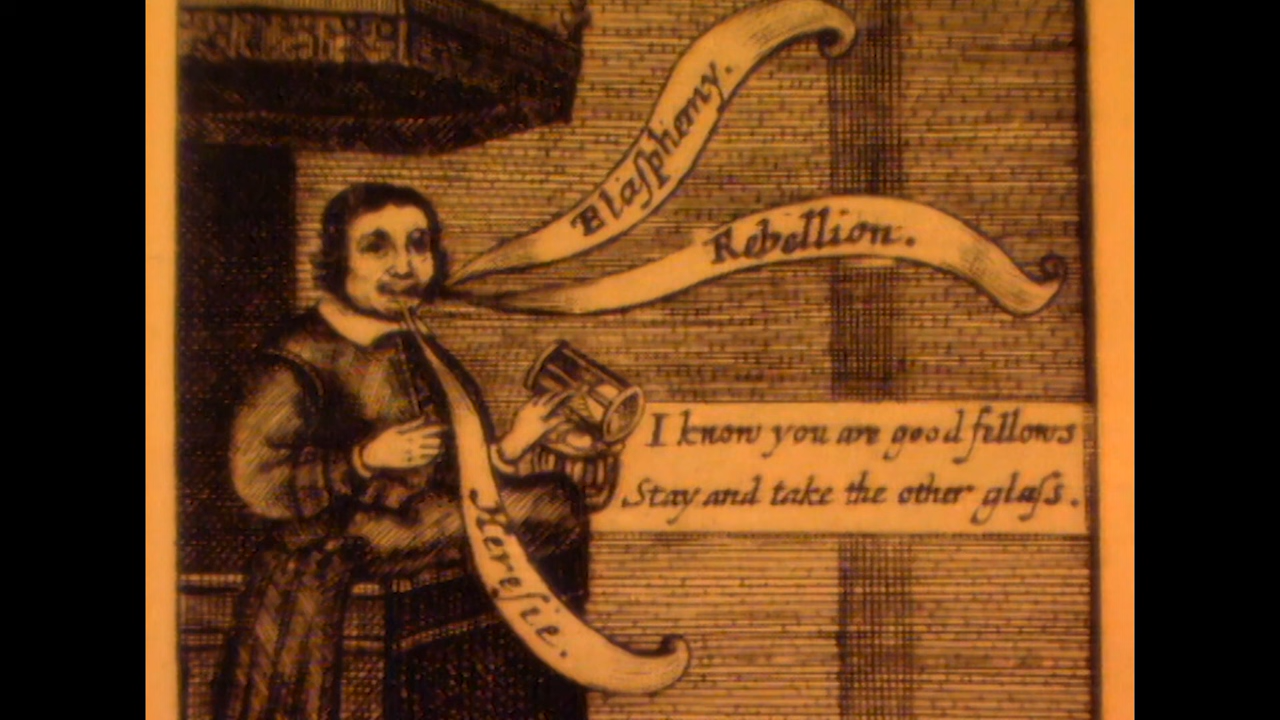 Blaſphemy.
Rebellion.
I know you are good fellows
Stay and take the other glaſs.
Hereſie.